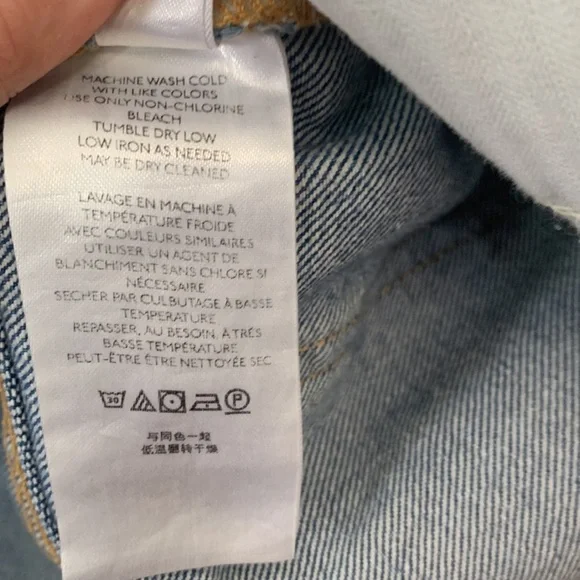 MACHINE WASH COLD
WITH LIKE COLORS
USE ONLY NON-CHLORINE
BLEACH
TUMBLE DRY LOW
LOW IRON AS NEEDED
MAY BE DRY CLEANED
LAVAGE EN MACHINE À
TEMPÉRATURE FROIDE
AVEC COULEURS SIMILAIRES
UTILISER UN AGENT DE
BLANCHIMENT SANS CHLORE SI
NÉCESSAIRE
SECHER PAR CULBUTAGE À BASSE
TEMPERATURE
REPASSER, AU BESOIN, À TRÈS
BASSE TEMPÉRATURE
PEUT-ÊTRE ÊTRE NETTOYÉE SEC
30 P
与同色一起
低温翻转干燥